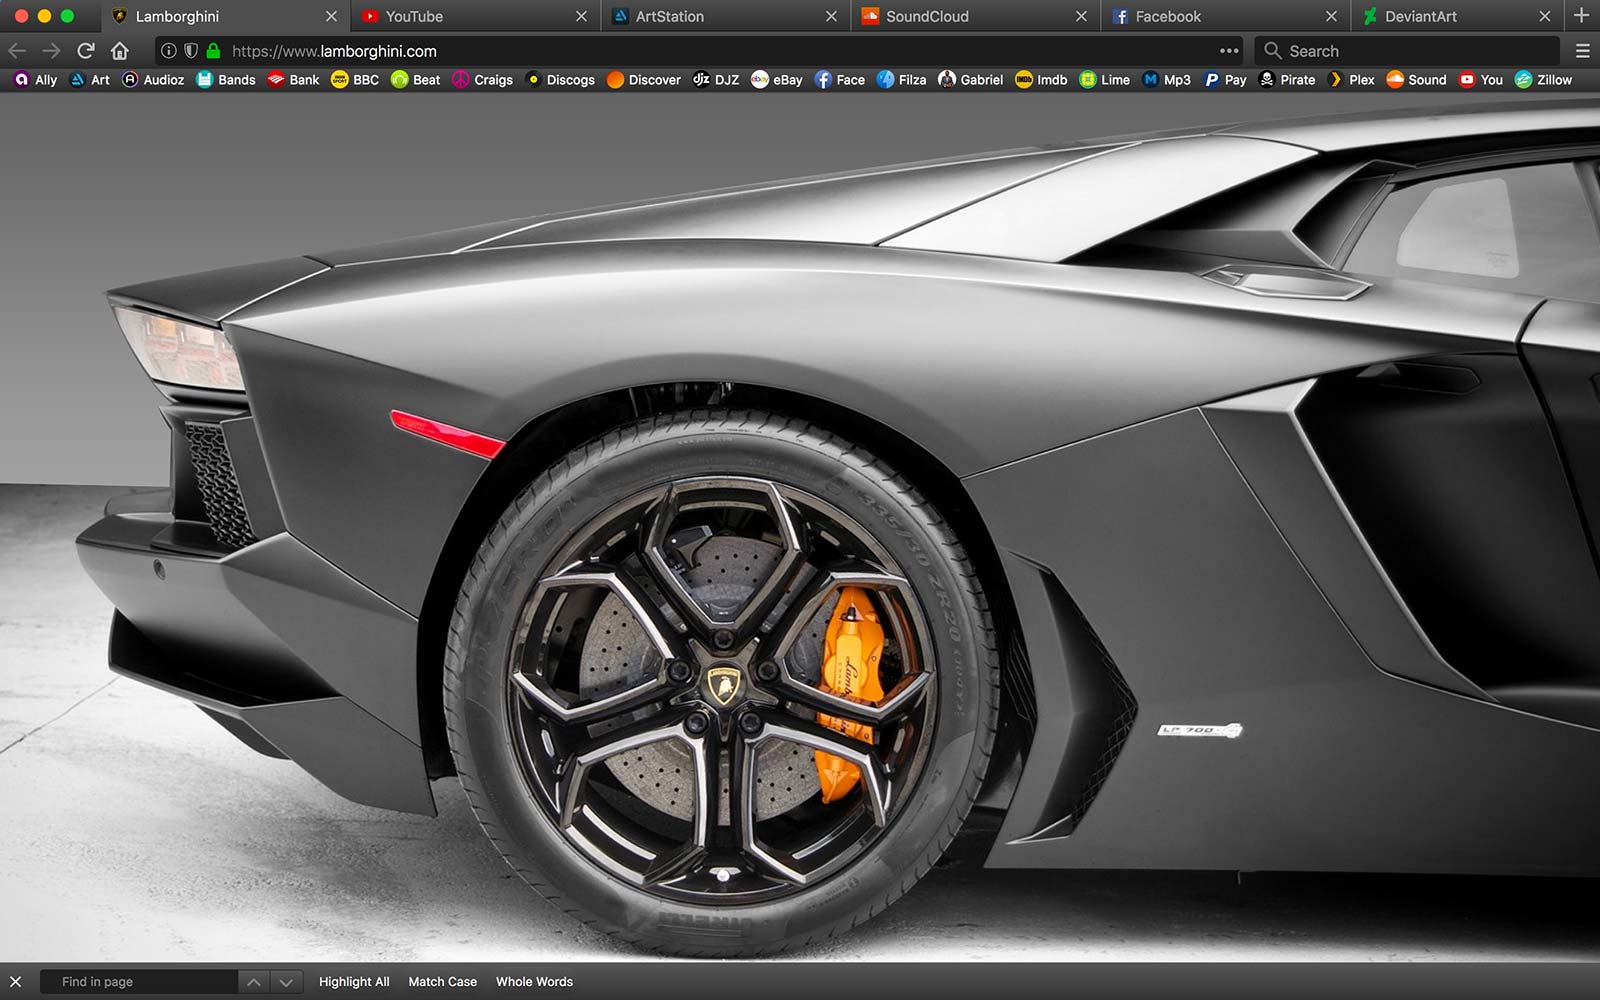 Lamborghini
YouTube
ArtStation
SoundCloud
Facebook
DeviantArt
https://www.lamborghini.com
Search
Ally Art Audioz Bands Bank BBC Beat Craigs Discogs Discover DJZ eBay Face Filza Gabriel Imdb Lime Mp3 Pay Pirate Plex Sound You Zillow
335/30 ZR20
LP 700-4
PIRELLI
Find in page
Highlight All
Match Case
Whole Words